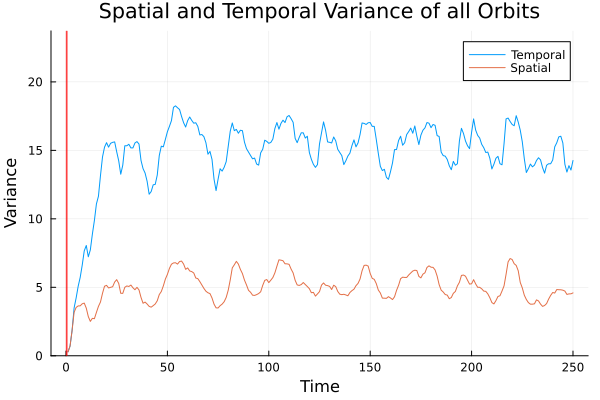 Spatial and Temporal Variance of all Orbits
Temporal
Spatial
Variance
20
15
10
5
0
0 50 100 150 200 250
Time